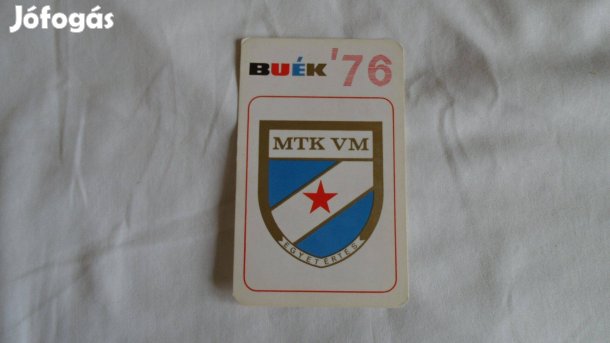 Jófogás
BUÉK '76
MTK VM
EGYETÉRTÉS